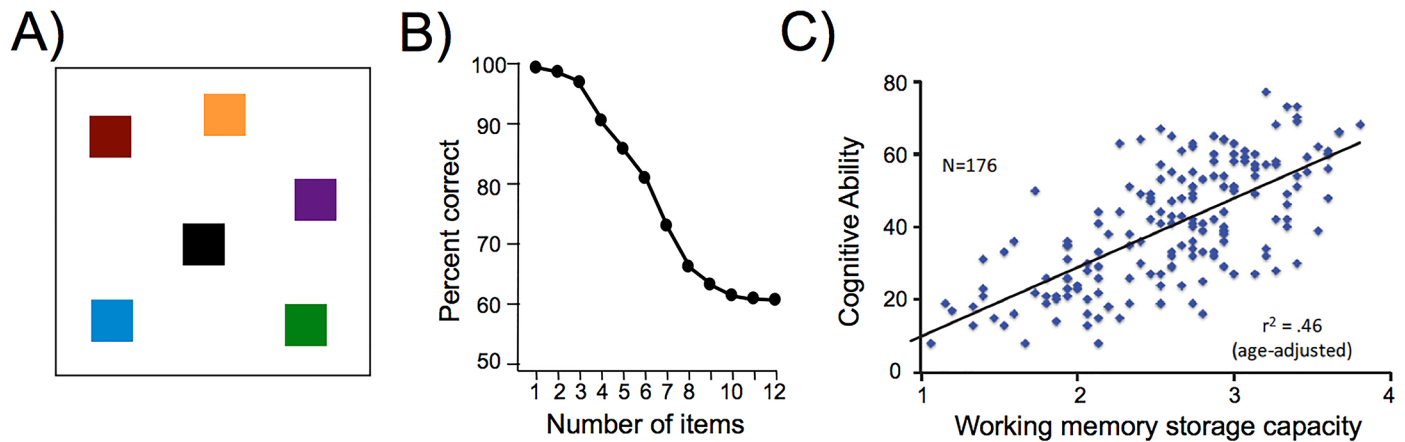 A)
B)
C)
100
90
80
70
60
50
Percent correct
1 2 3 4 5 6 7 8 10 12
Number of items
80
60
40
20
0
Cognitive Ability
N=176
r² = .46
(age-adjusted)
1 2 3 4
Working memory storage capacity